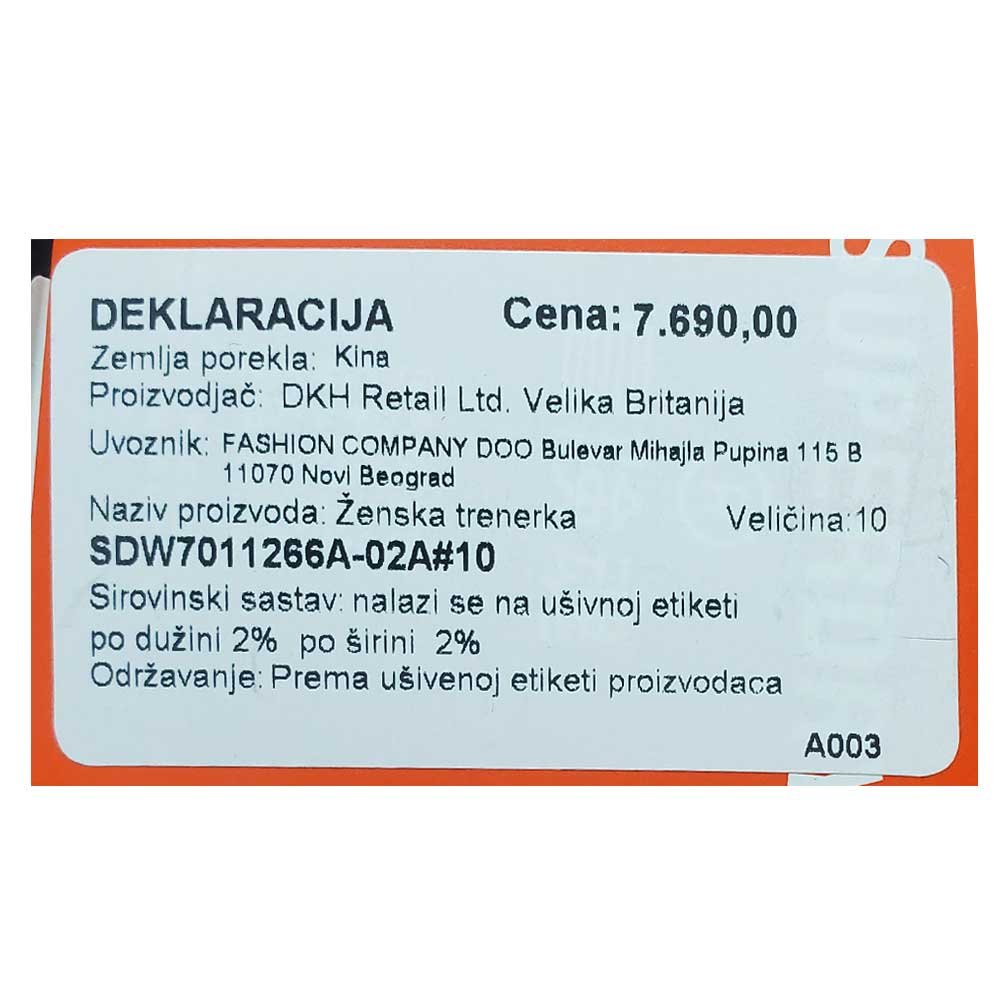 DEKLARACIJA Cena: 7.690,00
Zemlja porekla: Kina
Proizvodjač: DKH Retail Ltd. Velika Britanija
Uvoznik: FASHION COMPANY DOO Bulevar Mihajla Pupina 115 B
11070 Novi Beograd
Naziv proizvoda: Ženska trenerka Veličina:10
SDW7011266A-02A#10
Sirovinski sastav: nalazi se na ušivnoj etiketi
po dužini 2% po širini 2%
Održavanje: Prema ušivenoj etiketi proizvodaca
A003